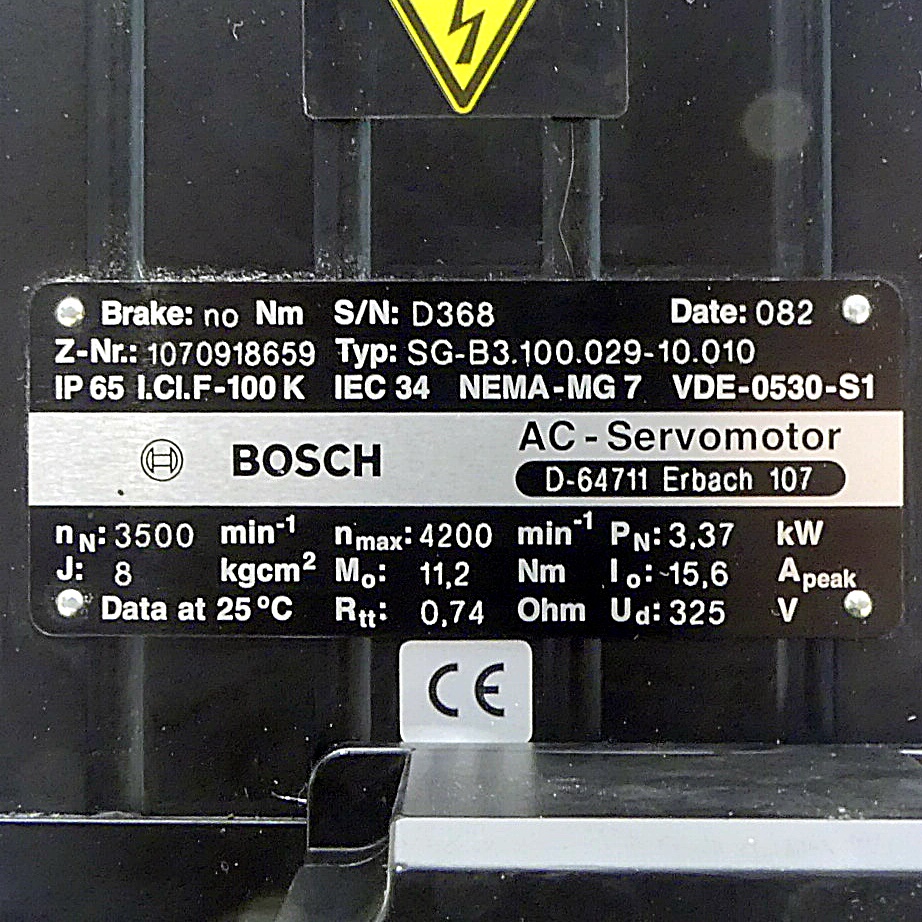 Brake: no Nm S/N: D368 Date: 082
Z-Nr.: 1070918659 Typ: SG-B3.100.029-10.010
IP 65 I.Cl.F-100 K IEC 34 NEMA-MG 7 VDE-0530-S1
BOSCH
AC-Servomotor
D-64711 Erbach 107
nN: 3500 min-1 nmax: 4200 min-1 PN: 3,37 kW
J: 8 kgcm² Mo: 11,2 Nm Io: ~15,6 Apeak
Data at 25°C Rtt: 0,74 Ohm Ud: 325 V
CE